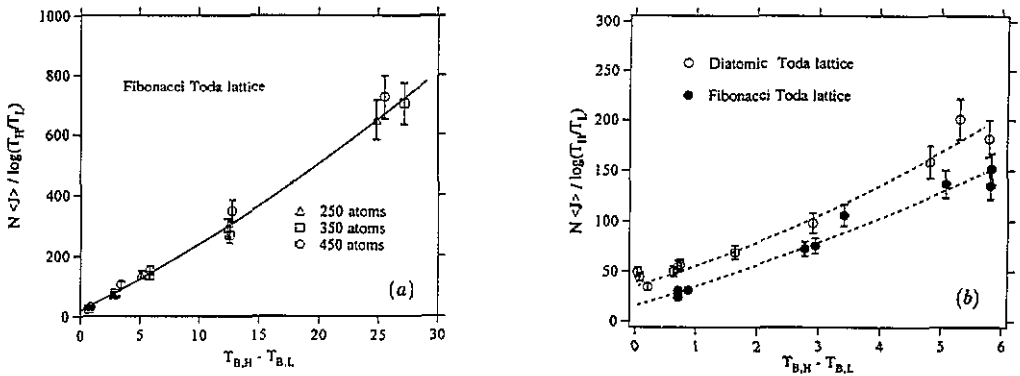 1000
800
600
400
200
0
N <J> / log(T_H/T_L)
Fibonacci Toda lattice
250 atoms
350 atoms
450 atoms
(a)
0 5 10 15 20 25 30
T_B,H - T_B,L
300
250
200
150
100
50
0
N <J> / log(T_H/T_L)
Diatomic Toda lattice
Fibonacci Toda lattice
(b)
0 1 2 3 4 5 6
T_B,H - T_B,L